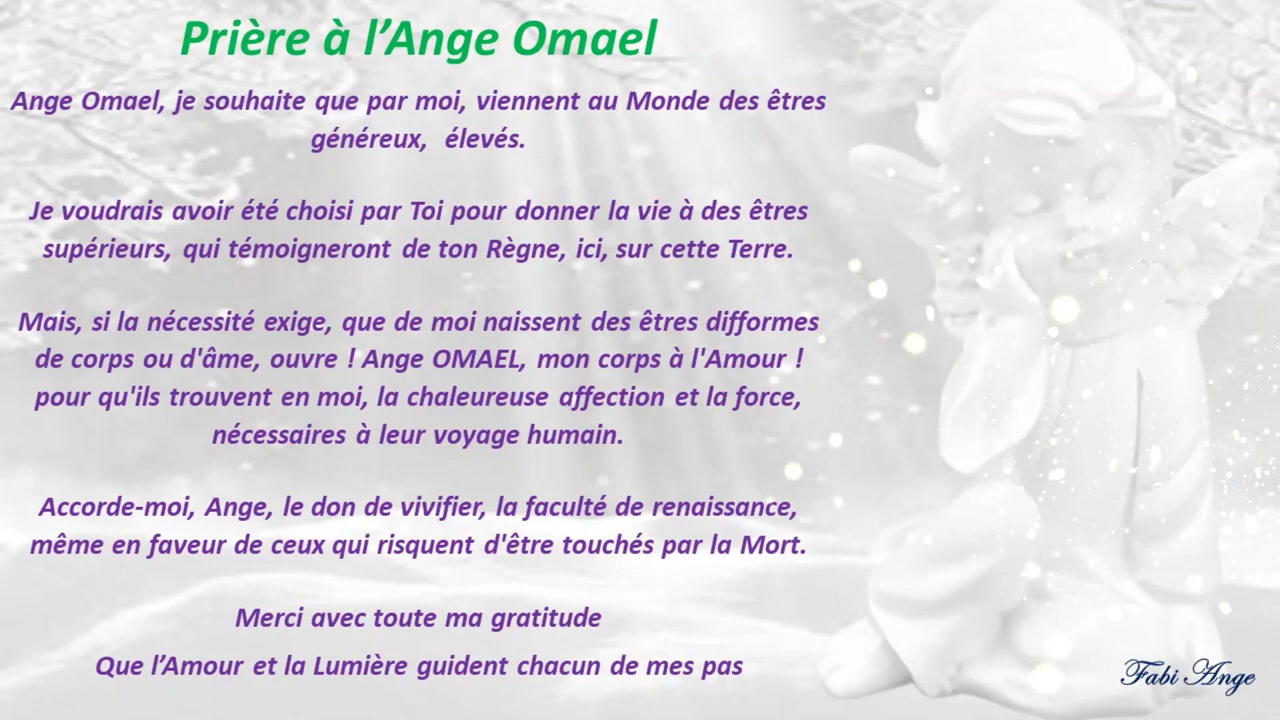 Prière à l’Ange Omael
Ange Omael, je souhaite que par moi, viennent au Monde des êtres
généreux, élevés.
Je voudrais avoir été choisi par Toi pour donner la vie à des êtres
supérieurs, qui témoigneront de ton Règne, ici, sur cette Terre.
Mais, si la nécessité exige, que de moi naissent des êtres difformes
de corps ou d'âme, ouvre ! Ange OMAEL, mon corps à l'Amour !
pour qu'ils trouvent en moi, la chaleureuse affection et la force,
nécessaires à leur voyage humain.
Accorde-moi, Ange, le don de vivifier, la faculté de renaissance,
même en faveur de ceux qui risquent d'être touchés par la Mort.
Merci avec toute ma gratitude
Que l’Amour et la Lumière guident chacun de mes pas
Fabi Ange